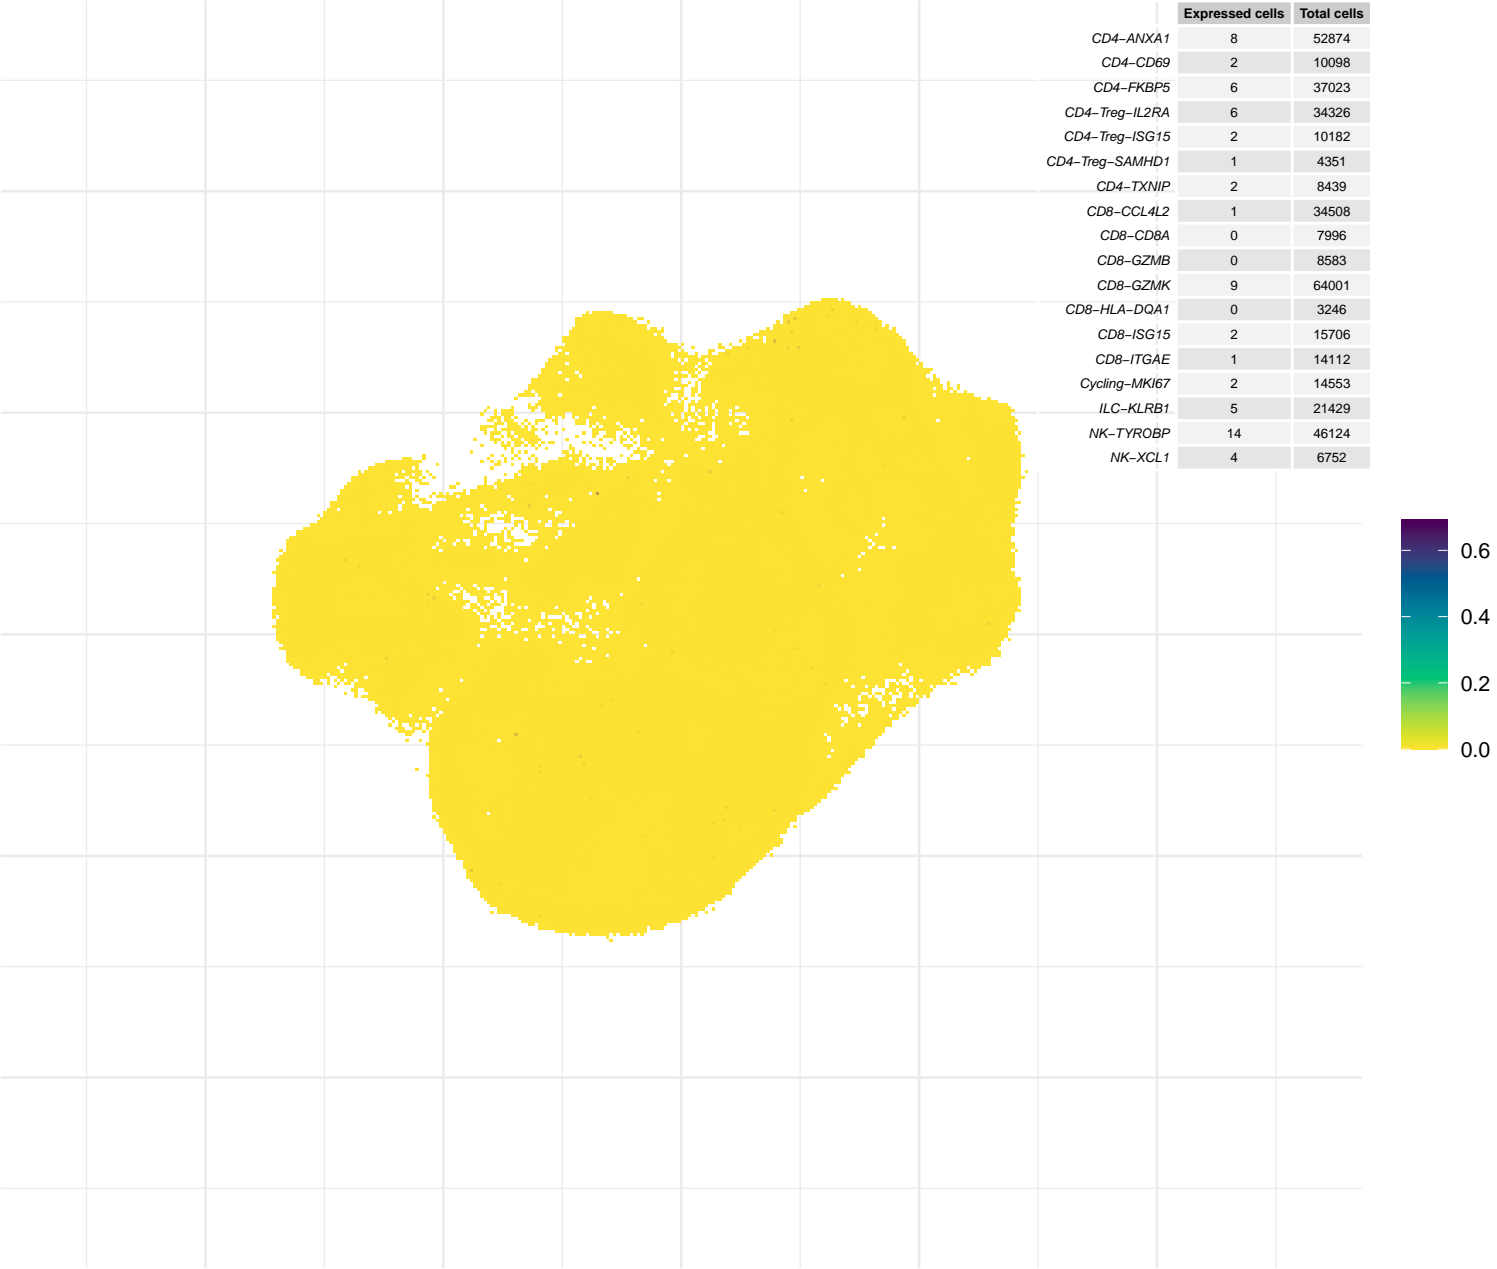 Expressed cells Total cells
CD4−ANXA1 8 52874
CD4−CD69 2 10098
CD4−FKBP5 6 37023
CD4−Treg−IL2RA 6 34326
CD4−Treg−ISG15 2 10182
CD4−Treg−SAMHD1 1 4351
CD4−TXNIP 2 8439
CD8−CCL4L2 1 34508
CD8−CD8A 0 7996
CD8−GZMB 0 8583
CD8−GZMK 9 64001
CD8−HLA−DQA1 0 3246
CD8−ISG15 2 15706
CD8−ITGAE 1 14112
Cycling−MKI67 2 14553
ILC−KLRB1 5 21429
NK−TYROBP 14 46124
NK−XCL1 4 6752
0.6
0.4
0.2
0.0